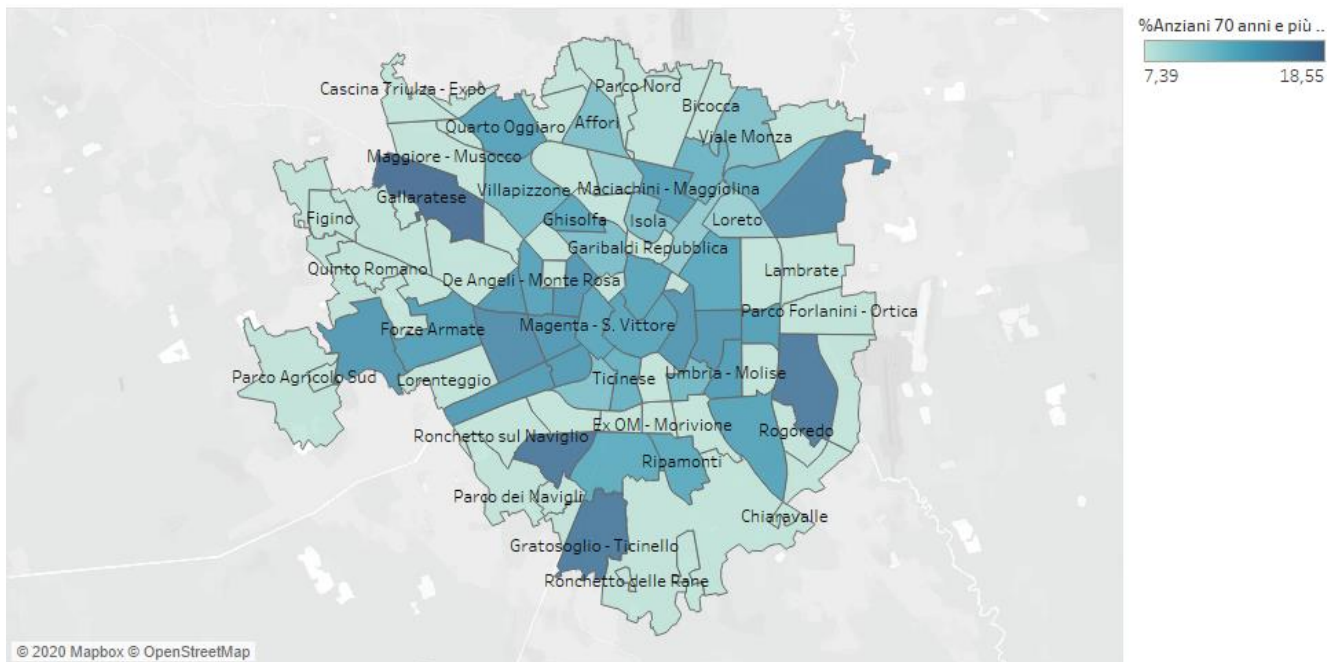 %Anziani 70 anni e più ..
7,39 18,55
Cascina Triulza - Expo
Parco Nord
Bicocca
Quarto Oggiaro
Affori
Viale Monza
Maggiore - Musocco
Gallaratese
Villapizzone
Maciachini - Maggiolina
Figino
Ghisolfa
Isola
Loreto
Garibaldi Repubblica
Quinto Romano
De Angeli - Monte Rosa
Lambrate
Parco Forlanini - Ortica
Forze Armate
Magenta - S. Vittore
Parco Agricolo Sud
Lorenteggio
Ticinese
Umbria - Molise
Ex OM - Morivione
Rogoredo
Ronchetto sul Naviglio
Ripamonti
Parco dei Navigli
Chiaravalle
Gratosoglio - Ticinello
Ronchetto delle Rane
© 2020 Mapbox © OpenStreetMap